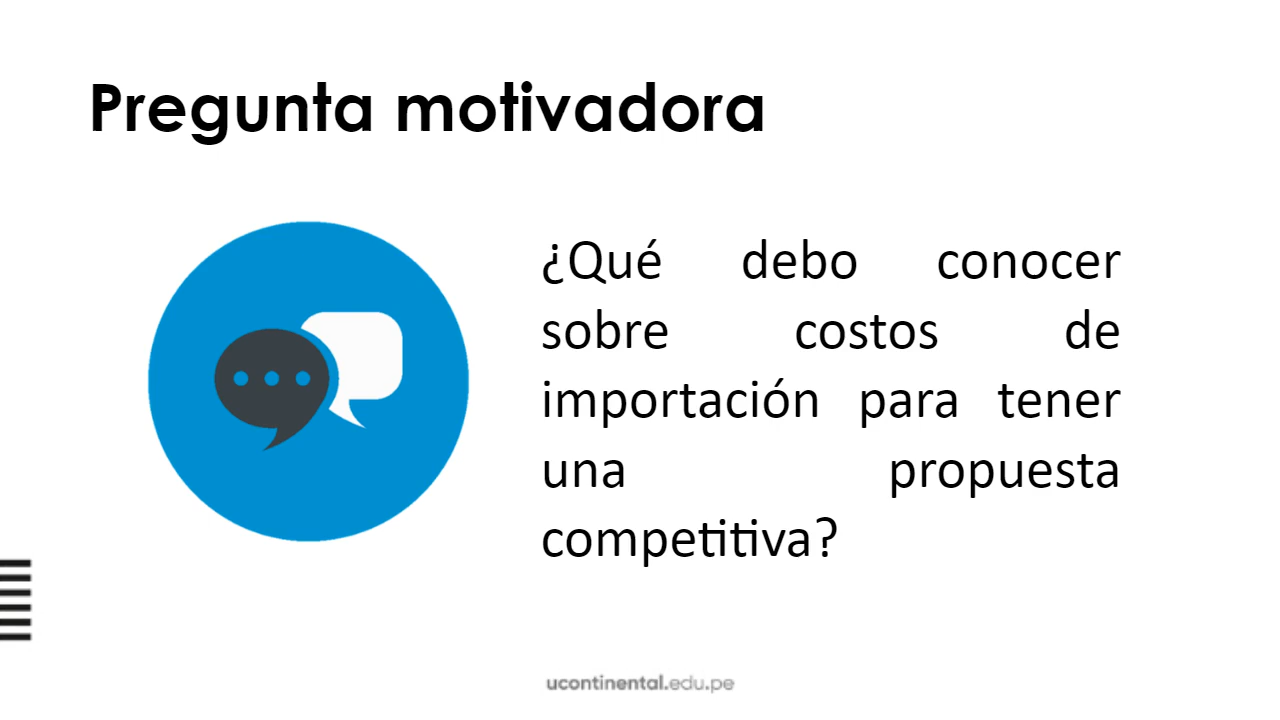 Pregunta motivadora
¿Qué debo conocer
sobre costos de
importación para tener
una propuesta
competitiva?
ucontinental.edu.pe